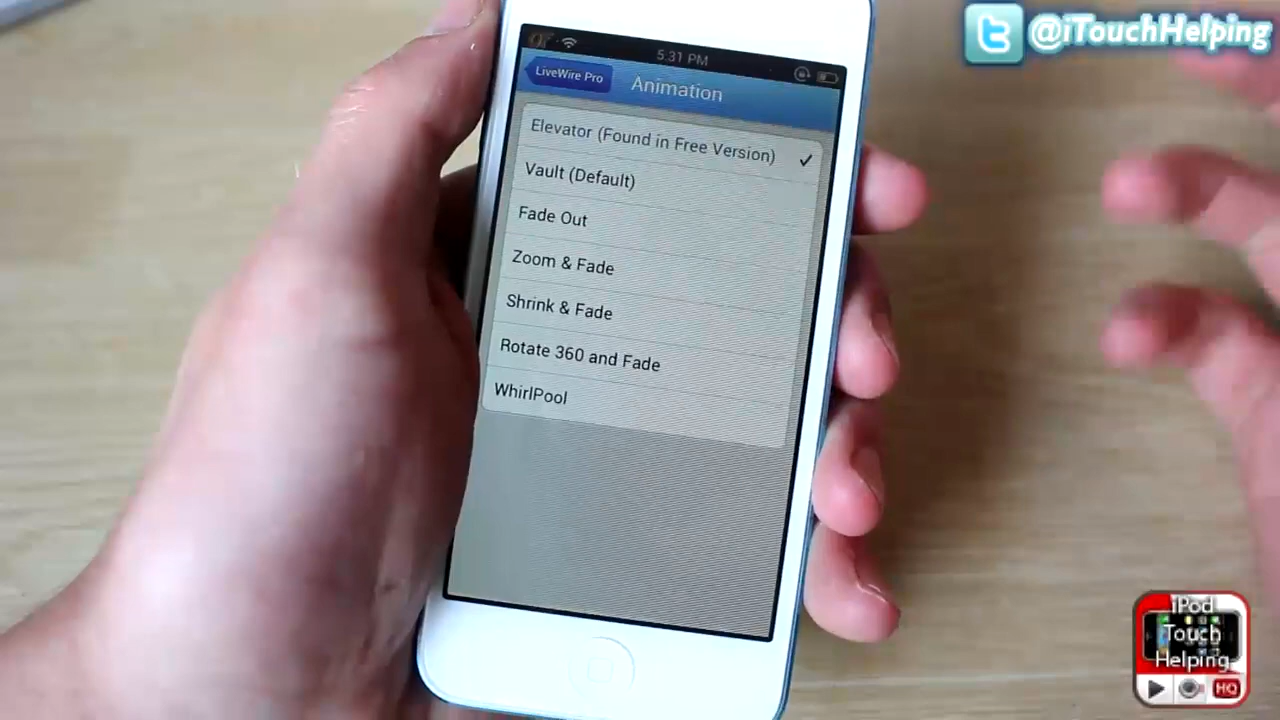 @iTouchHelping
5:31 PM
LiveWire Pro
Animation
Elevator (Found in Free Version)
Vault (Default)
Fade Out
Zoom & Fade
Shrink & Fade
Rotate 360 and Fade
WhirlPool
iPod
Touch
Helping
HQ